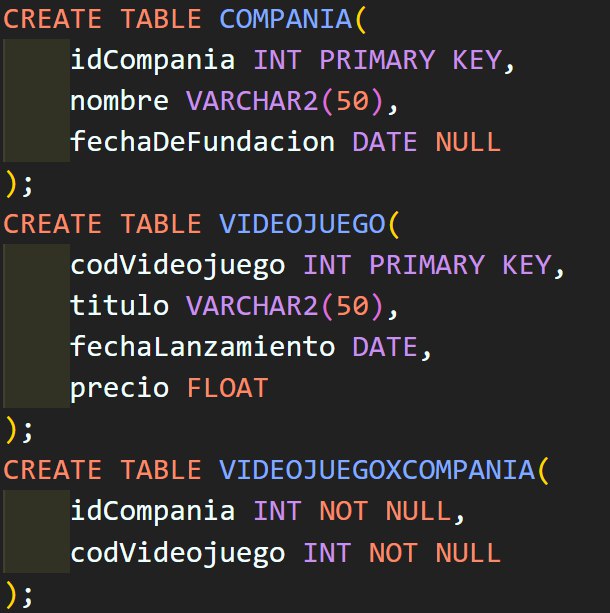 CREATE TABLE COMPANIA(
    idCompania INT PRIMARY KEY,
    nombre VARCHAR2(50),
    fechaDeFundacion DATE NULL
);
CREATE TABLE VIDEOJUEGO(
    codVideojuego INT PRIMARY KEY,
    titulo VARCHAR2(50),
    fechaLanzamiento DATE,
    precio FLOAT
);
CREATE TABLE VIDEOJUEGOXCOMPANIA(
    idCompania INT NOT NULL,
    codVideojuego INT NOT NULL
);